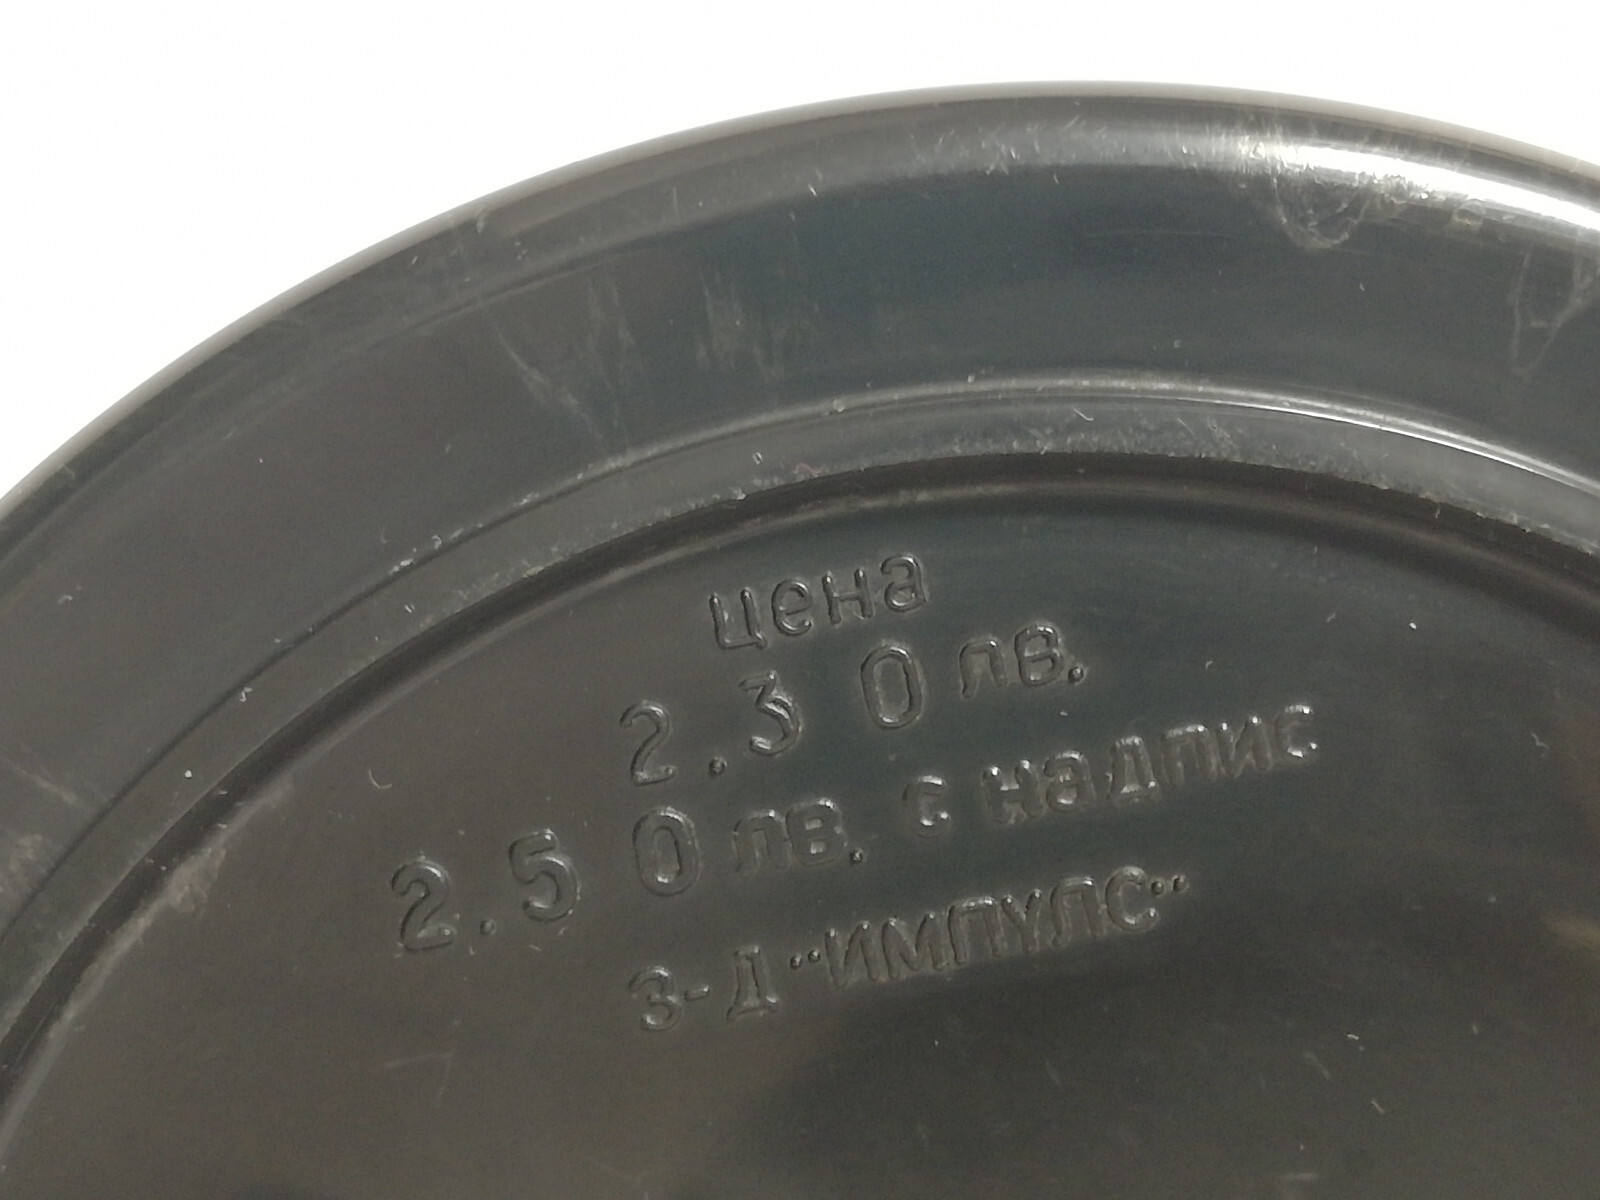 цена
2.30 лв.
2.50 лв. с надпис
З-Д "ИМПУЛС"